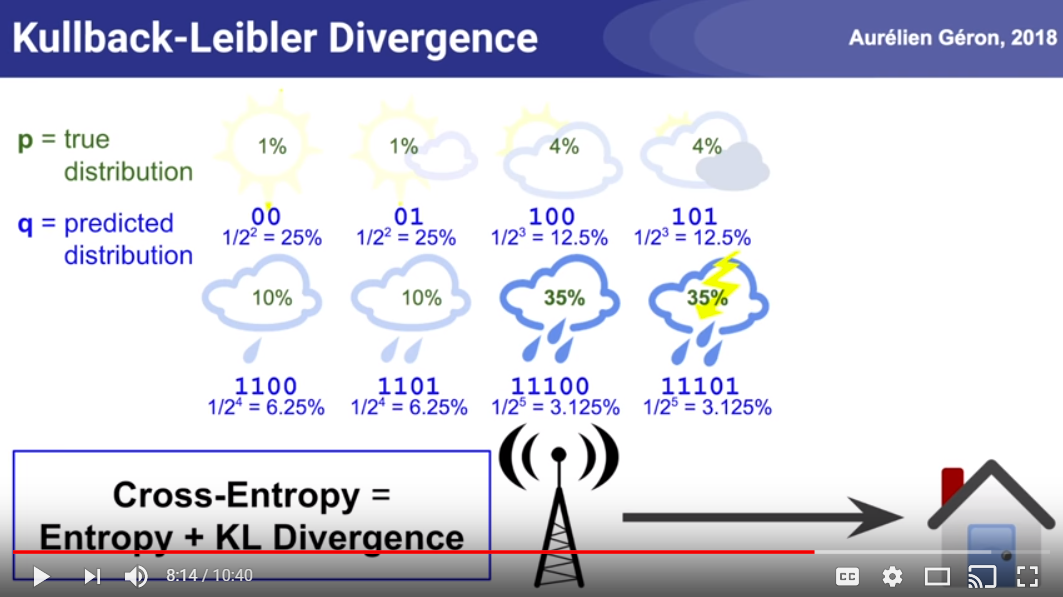 Kullback-Leibler Divergence
Aurélien Géron, 2018
p = true
distribution
1%
1%
4%
4%
q = predicted
distribution
00
01
100
101
1/2² = 25%
1/2² = 25%
1/2³ = 12.5%
1/2³ = 12.5%
10%
10%
35%
35%
1100
1101
11100
11101
1/2⁴ = 6.25%
1/2⁴ = 6.25%
1/2⁵ = 3.125%
1/2⁵ = 3.125%
Cross-Entropy =
Entropy + KL Divergence
8:14 / 10:40
CC